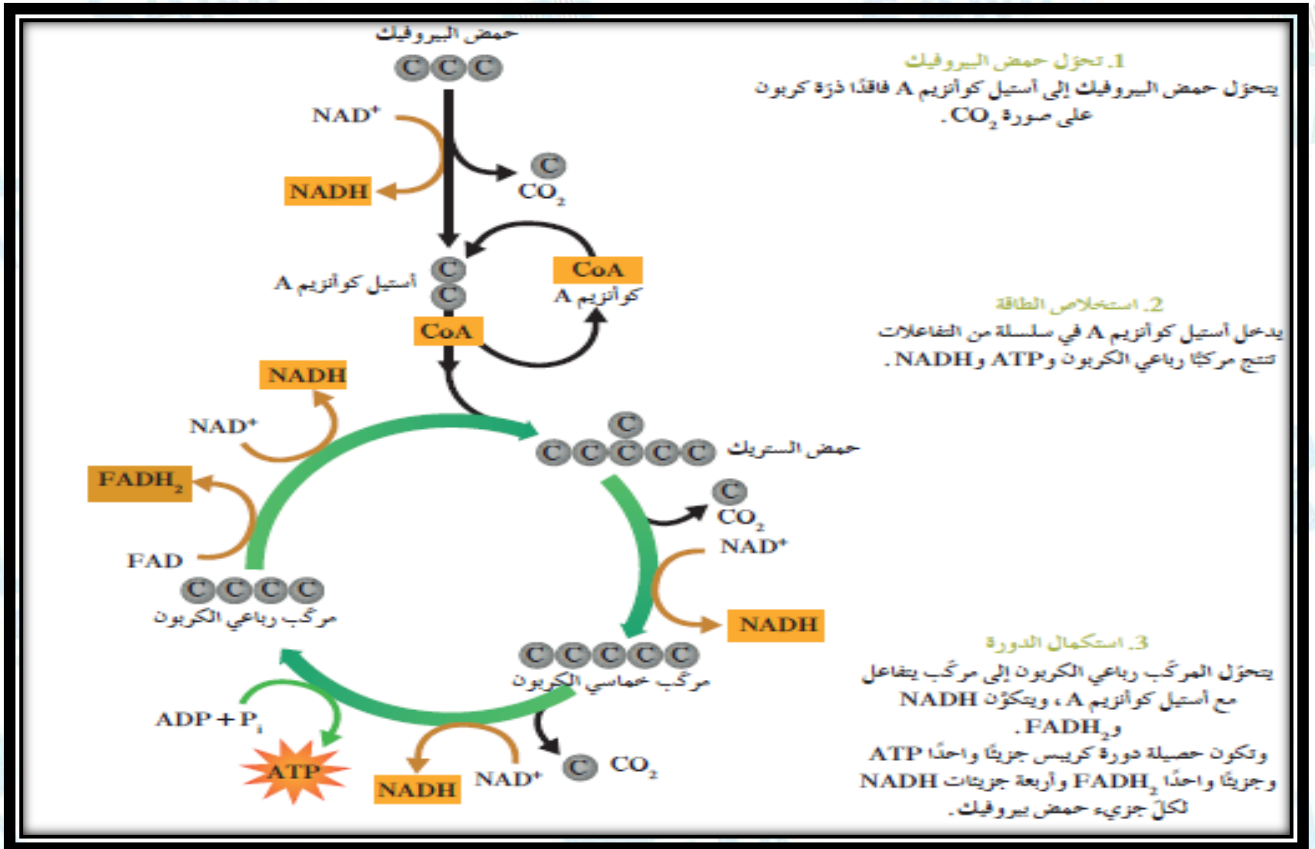 حمض البيروفيك
C C C
NAD⁺
NADH
C
CO₂
C
C
أستيل كوأنزيم A
CoA
CoA
كوأنزيم A
NADH
NAD⁺
FADH₂
FAD
C
C C C C C
حمض الستريك
C
CO₂
NAD⁺
NADH
C C C C
مركّب رباعي الكربون
C C C C C
مركّب خماسي الكربون
ADP + Pᵢ
ATP
NADH
NAD⁺
C CO₂
1. تحوّل حمض البيروفيك
يتحوّل حمض البيروفيك إلى أستيل كوأنزيم A فاقدًا ذرّة كربون
على صورة CO₂.
2. استخلاص الطاقة
يدخل أستيل كوأنزيم A في سلسلة من التفاعلات
تنتج مركبًا رباعي الكربون وATP وNADH.
3. استكمال الدورة
يتحوّل المركّب رباعي الكربون إلى مركّب يتفاعل
مع أستيل كوأنزيم A، ويتكوّن NADH
وFADH₂.
وتكون حصيلة دورة كريبس جزيئًا واحدًا ATP
وجزيئًا واحدًا FADH₂ وأربعة جزيئات NADH
لكلّ جزيء حمض بيروفيك.